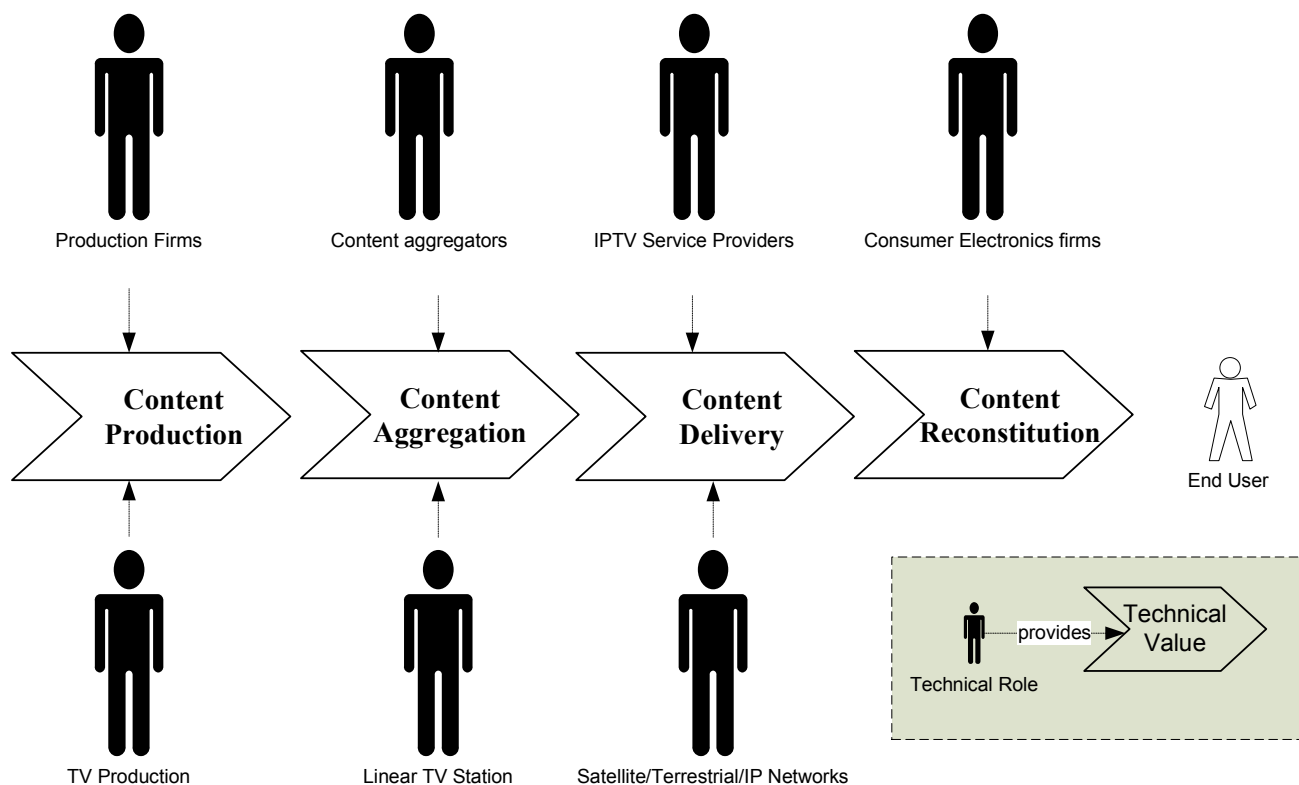 Production Firms
Content aggregators
IPTV Service Providers
Consumer Electronics firms
Content
Production
Content
Aggregation
Content
Delivery
Content
Reconstitution
End User
provides
Technical
Value
Technical Role
TV Production
Linear TV Station
Satellite/Terrestrial/IP Networks